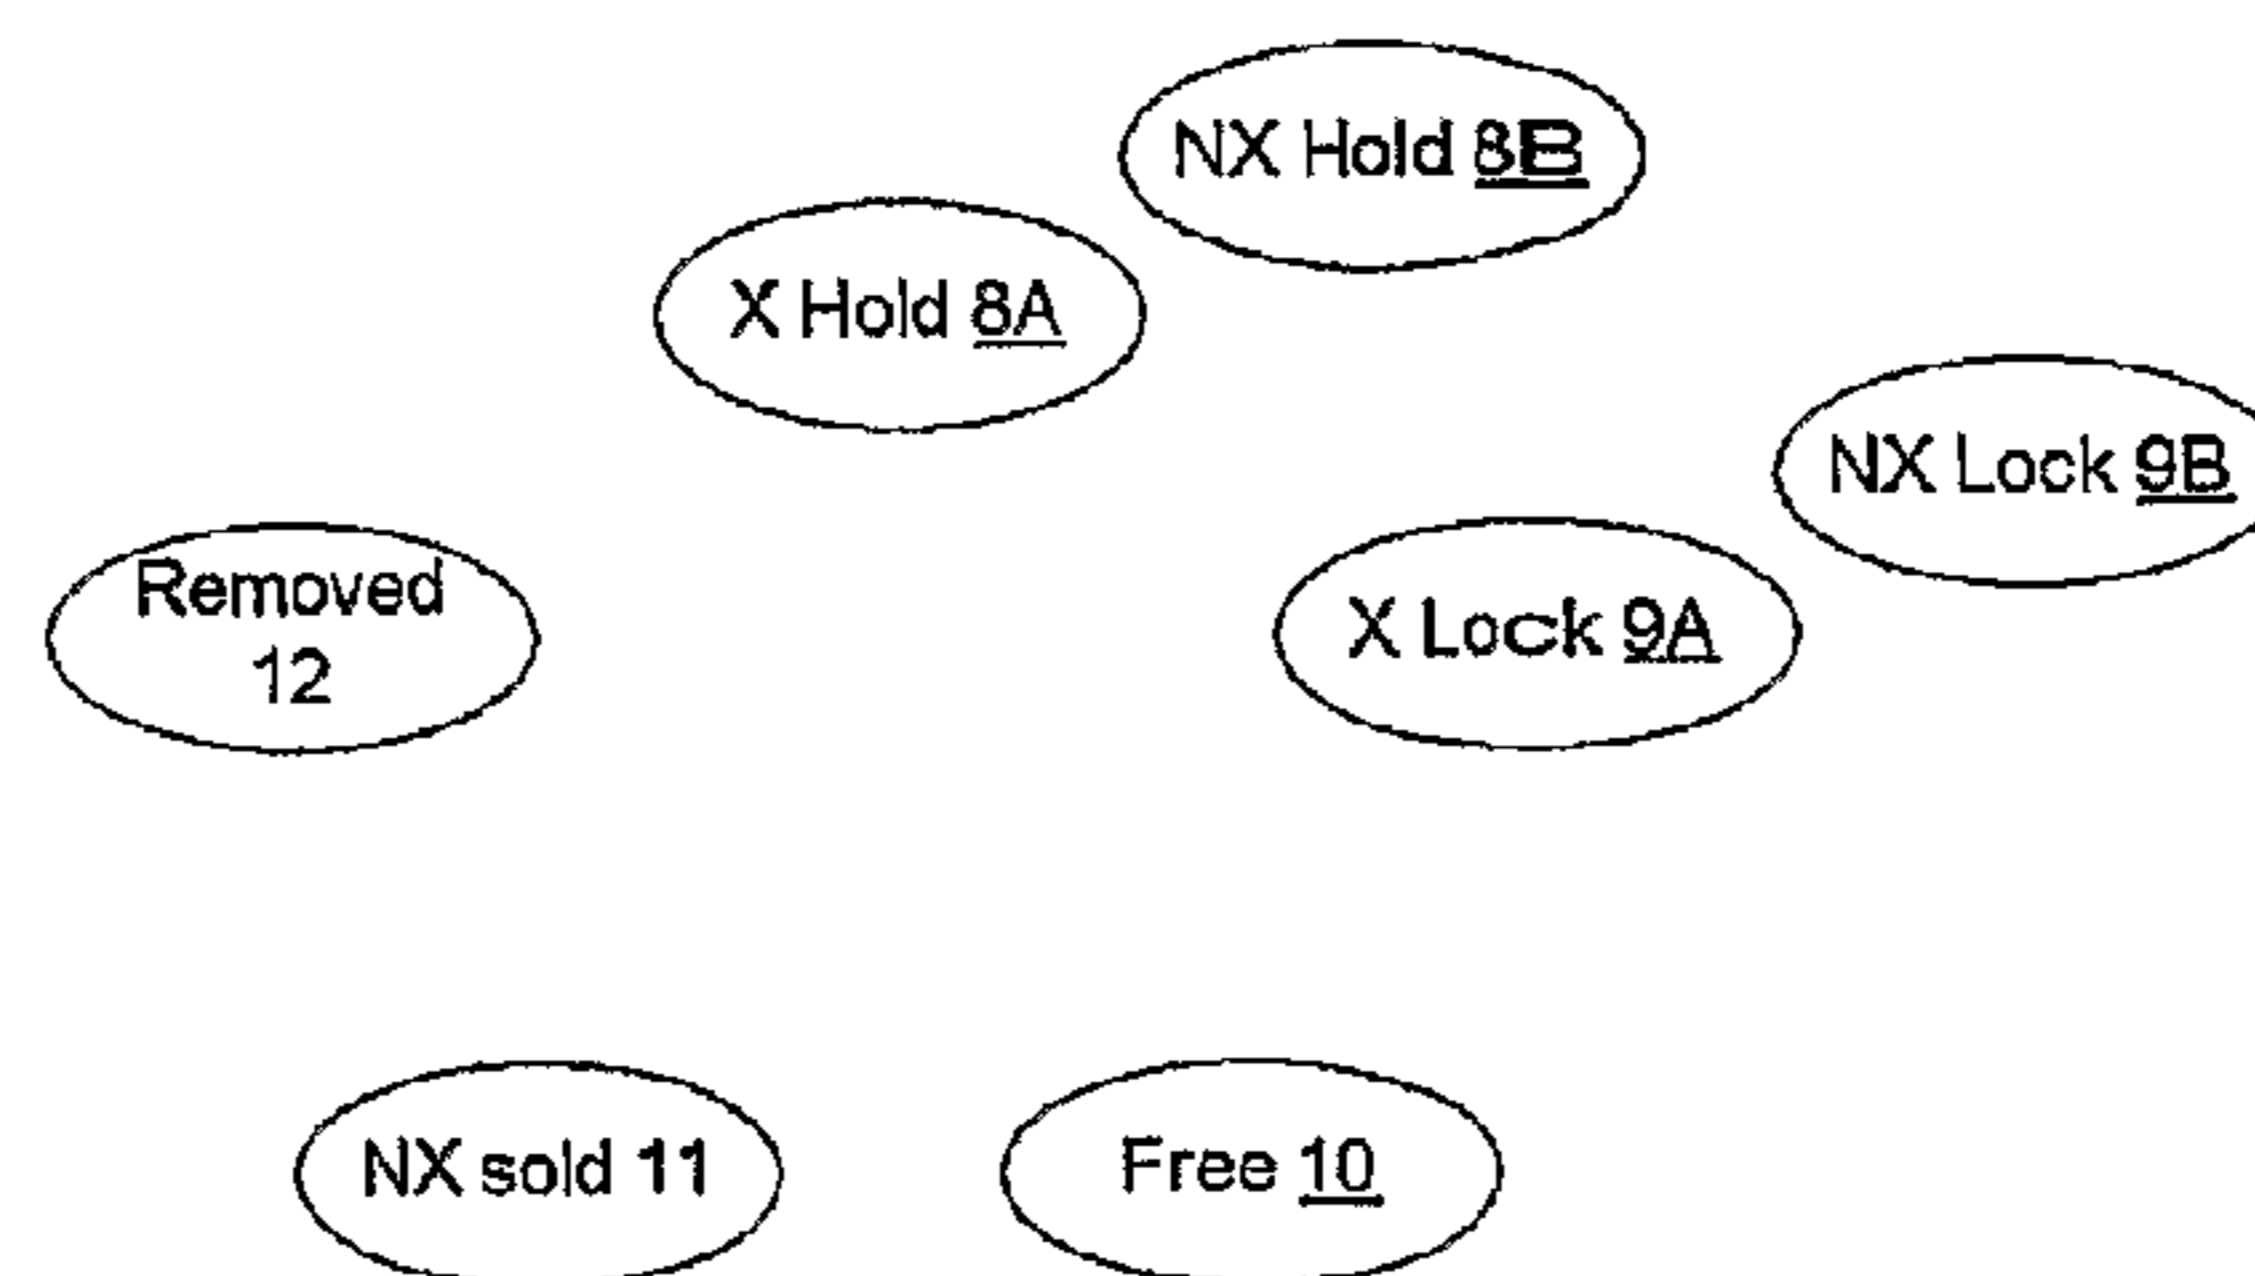 NX Hold 8B
X Hold 8A
NX Lock 9B
X Lock 9A
Removed
12
NX sold 11
Free 10